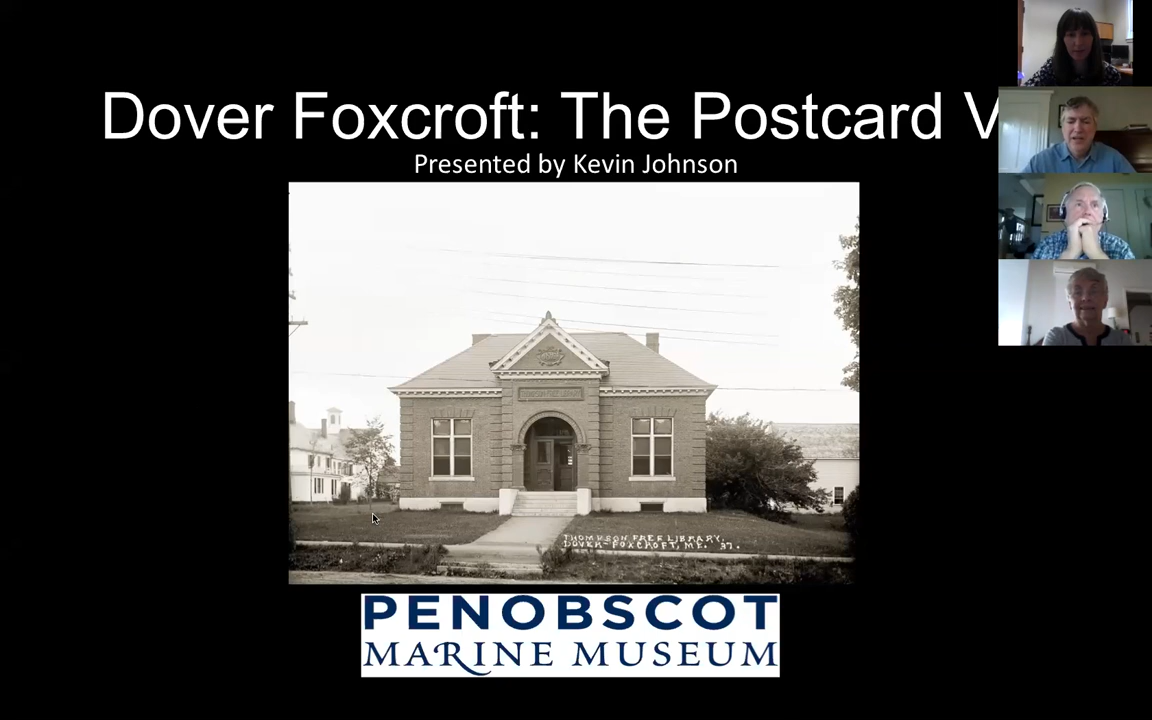 Dover Foxcroft: The Postcard V
Presented by Kevin Johnson
THOMPSON FREE LIBRARY.
DOVER-FOXCROFT, ME. 37.
PENOBSCOT
MARINE MUSEUM